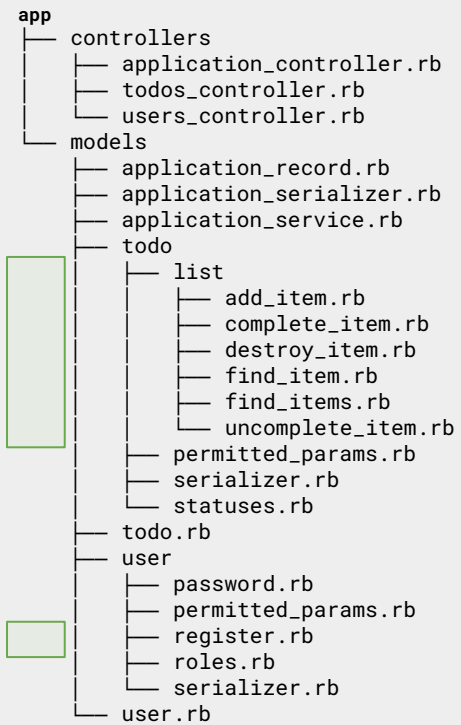 app
├── controllers
│   ├── application_controller.rb
│   ├── todos_controller.rb
│   └── users_controller.rb
└── models
    ├── application_record.rb
    ├── application_serializer.rb
    ├── application_service.rb
    ├── todo
    │   ├── list
    │   │   ├── add_item.rb
    │   │   ├── complete_item.rb
    │   │   ├── destroy_item.rb
    │   │   ├── find_item.rb
    │   │   ├── find_items.rb
    │   │   └── uncomplete_item.rb
    │   ├── permitted_params.rb
    │   ├── serializer.rb
    │   └── statuses.rb
    ├── todo.rb
    ├── user
    │   ├── password.rb
    │   ├── permitted_params.rb
    │   ├── register.rb
    │   ├── roles.rb
    │   └── serializer.rb
    └── user.rb